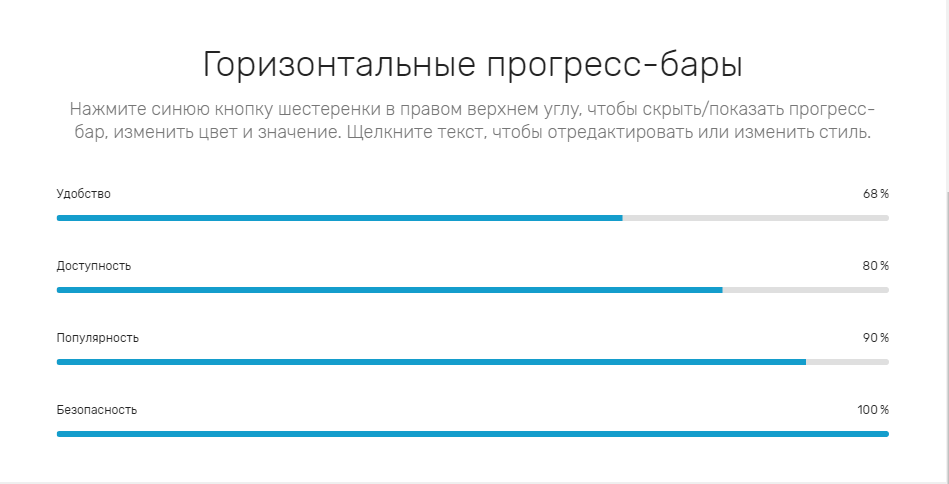 Горизонтальные прогресс-бары
Нажмите синюю кнопку шестеренки в правом верхнем углу, чтобы скрыть/показать прогресс-
бар, изменить цвет и значение. Щелкните текст, чтобы отредактировать или изменить стиль.
Удобство 68 %
Доступность 80 %
Популярность 90 %
Безопасность 100 %